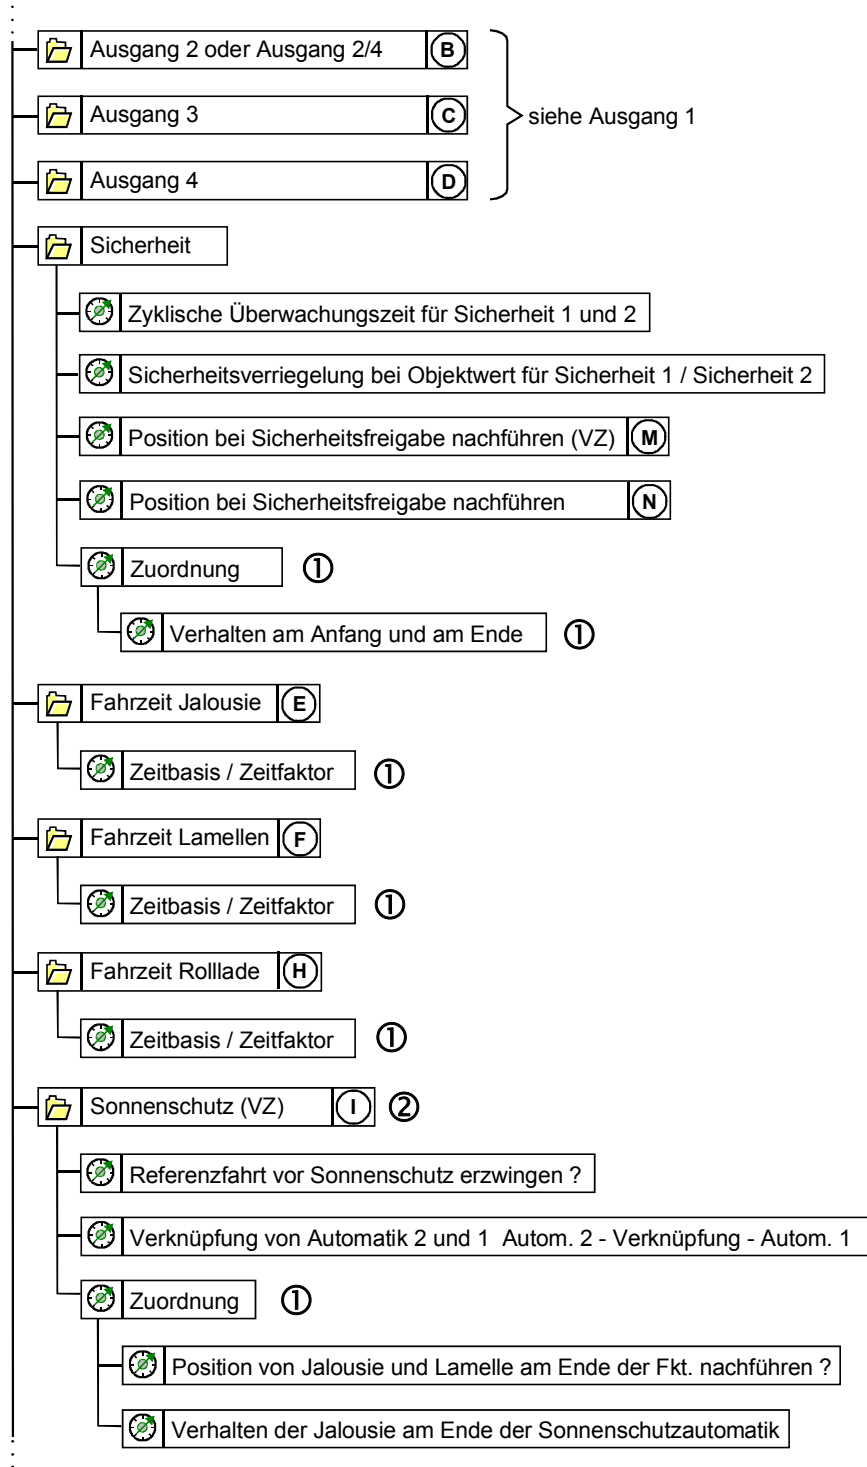 Ausgang 2 oder Ausgang 2/4 B
Ausgang 3 C
siehe Ausgang 1
Ausgang 4 D
Sicherheit
Zyklische Überwachungszeit für Sicherheit 1 und 2
Sicherheitsverriegelung bei Objektwert für Sicherheit 1 / Sicherheit 2
Position bei Sicherheitsfreigabe nachführen (VZ) M
Position bei Sicherheitsfreigabe nachführen N
Zuordnung ①
Verhalten am Anfang und am Ende ①
Fahrzeit Jalousie E
Zeitbasis / Zeitfaktor ①
Fahrzeit Lamellen F
Zeitbasis / Zeitfaktor ①
Fahrzeit Rolllade H
Zeitbasis / Zeitfaktor ①
Sonnenschutz (VZ) I ②
Referenzfahrt vor Sonnenschutz erzwingen ?
Verknüpfung von Automatik 2 und 1 Autom. 2 - Verknüpfung - Autom. 1
Zuordnung ①
Position von Jalousie und Lamelle am Ende der Fkt. nachführen ?
Verhalten der Jalousie am Ende der Sonnenschutzautomatik